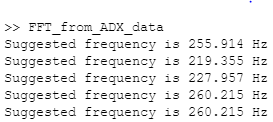 >> FFT_from_ADX_data
Suggested frequency is 255.914 Hz
Suggested frequency is 219.355 Hz
Suggested frequency is 227.957 Hz
Suggested frequency is 260.215 Hz
Suggested frequency is 260.215 Hz